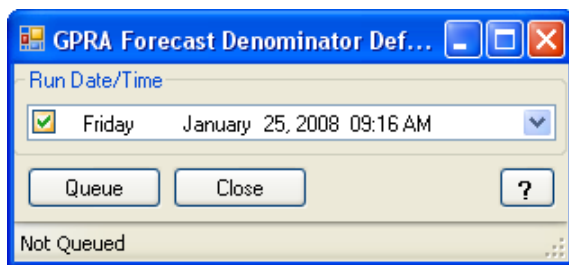 GPRA Forecast Denominator Def...
Run Date/Time
Friday January 25, 2008 09:16 AM
Queue Close ?
Not Queued